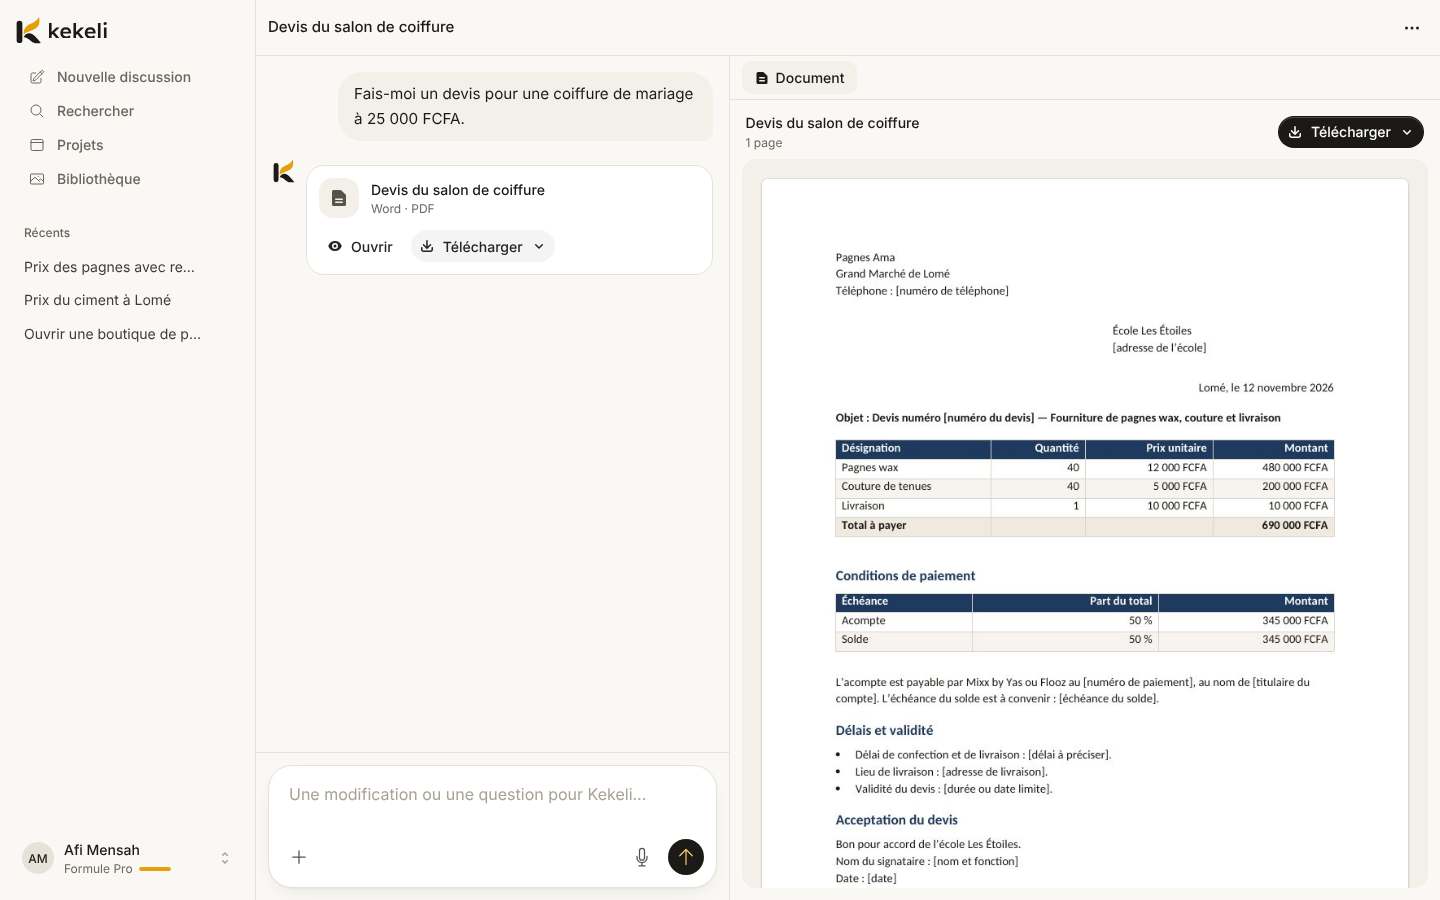 kekeli
Nouvelle discussion
Rechercher
Projets
Bibliothèque
Récents
Prix des pagnes avec re...
Prix du ciment à Lomé
Ouvrir une boutique de p...
AM
Afi Mensah
Formule Pro
Devis du salon de coiffure
Fais-moi un devis pour une coiffure de mariage
à 25 000 FCFA.
Devis du salon de coiffure
Word · PDF
Ouvrir
Télécharger
Une modification ou une question pour Kekeli...
Document
Devis du salon de coiffure
1 page
Télécharger
Pagnes Ama
Grand Marché de Lomé
Téléphone : [numéro de téléphone]
École Les Étoiles
[adresse de l'école]
Lomé, le 12 novembre 2026
Objet : Devis numéro [numéro du devis] — Fourniture de pagnes wax, couture et livraison
Désignation Quantité Prix unitaire Montant
Pagnes wax 40 12 000 FCFA 480 000 FCFA
Couture de tenues 40 5 000 FCFA 200 000 FCFA
Livraison 1 10 000 FCFA 10 000 FCFA
Total à payer 690 000 FCFA
Conditions de paiement
Échéance Part du total Montant
Acompte 50 % 345 000 FCFA
Solde 50 % 345 000 FCFA
L'acompte est payable par Mixx by Yas ou Flooz au [numéro de paiement], au nom de [titulaire du
compte]. L'échéance du solde est à convenir : [échéance du solde].
Délais et validité
• Délai de confection et de livraison : [délai à préciser].
• Lieu de livraison : [adresse de livraison].
• Validité du devis : [durée ou date limite].
Acceptation du devis
Bon pour accord de l'école Les Étoiles.
Nom du signataire : [nom et fonction]
Date : [date]